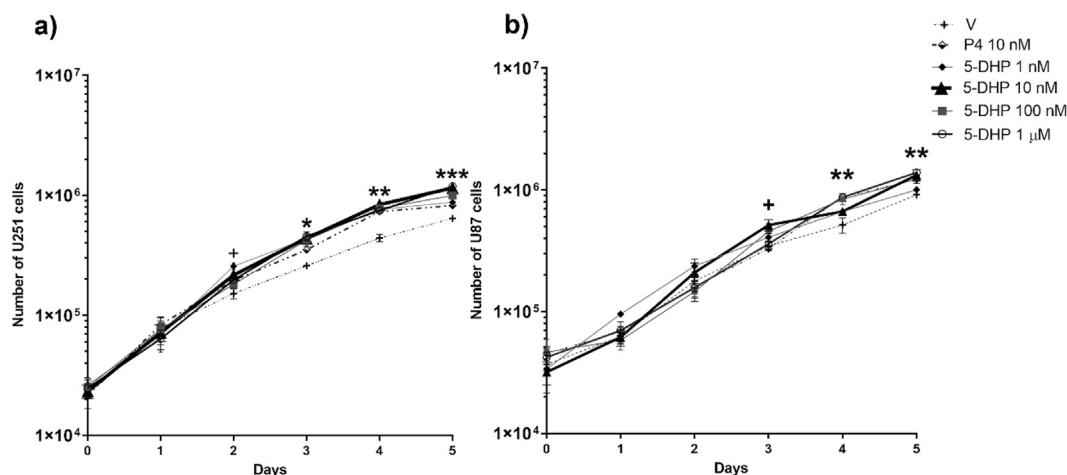 a)
Number of U251 cells
1×10⁷
1×10⁶
1×10⁵
1×10⁴
+
*
**
***
0 1 2 3 4 5
Days
b)
Number of U87 cells
1×10⁷
1×10⁶
1×10⁵
1×10⁴
+
**
**
0 1 2 3 4 5
Days
V
P4 10 nM
5-DHP 1 nM
5-DHP 10 nM
5-DHP 100 nM
5-DHP 1 μM